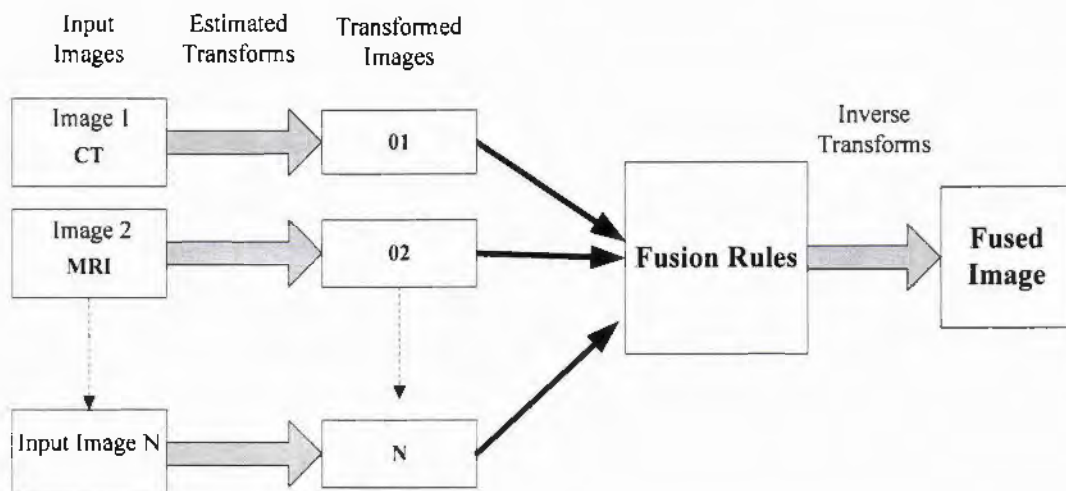 Input
Images
Estimated
Transforms
Transformed
Images
Image 1
CT
01
Inverse
Transforms
Image 2
MRI
02
Fusion Rules
Fused
Image
Input Image N
N